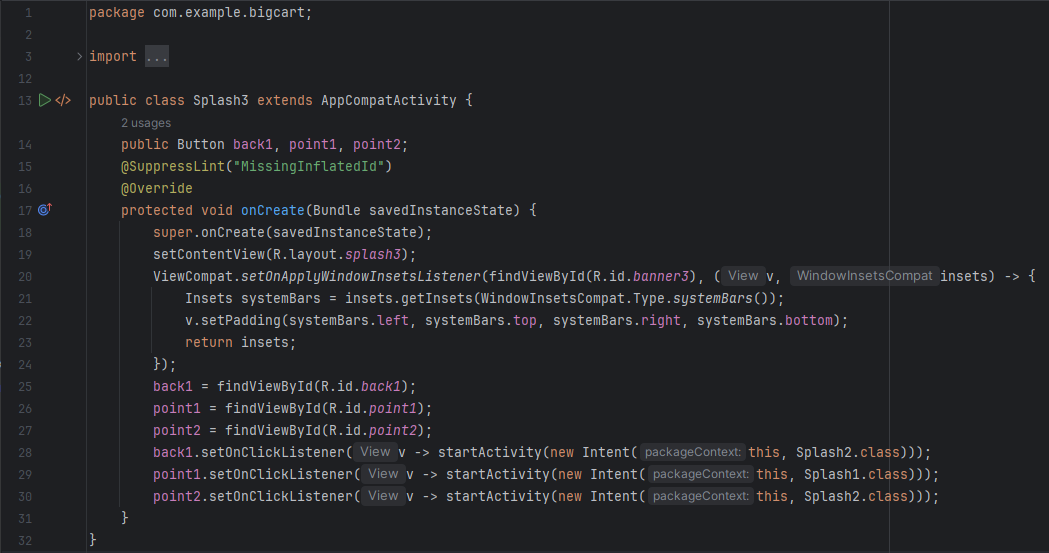 1 package com.example.bigcart;
2
3 import ...
12
13 public class Splash3 extends AppCompatActivity {
2 usages
14 public Button back1, point1, point2;
15 @SuppressLint("MissingInflatedId")
16 @Override
17 protected void onCreate(Bundle savedInstanceState) {
18 super.onCreate(savedInstanceState);
19 setContentView(R.layout.splash3);
20 ViewCompat.setOnApplyWindowInsetsListener(findViewById(R.id.banner3), ( View v, WindowInsetsCompat insets) -> {
21 Insets systemBars = insets.getInsets(WindowInsetsCompat.Type.systemBars());
22 v.setPadding(systemBars.left, systemBars.top, systemBars.right, systemBars.bottom);
23 return insets;
24 });
25 back1 = findViewById(R.id.back1);
26 point1 = findViewById(R.id.point1);
27 point2 = findViewById(R.id.point2);
28 back1.setOnClickListener( View v -> startActivity(new Intent( packageContext: this, Splash2.class)));
29 point1.setOnClickListener( View v -> startActivity(new Intent( packageContext: this, Splash1.class)));
30 point2.setOnClickListener( View v -> startActivity(new Intent( packageContext: this, Splash2.class)));
31 }
32 }